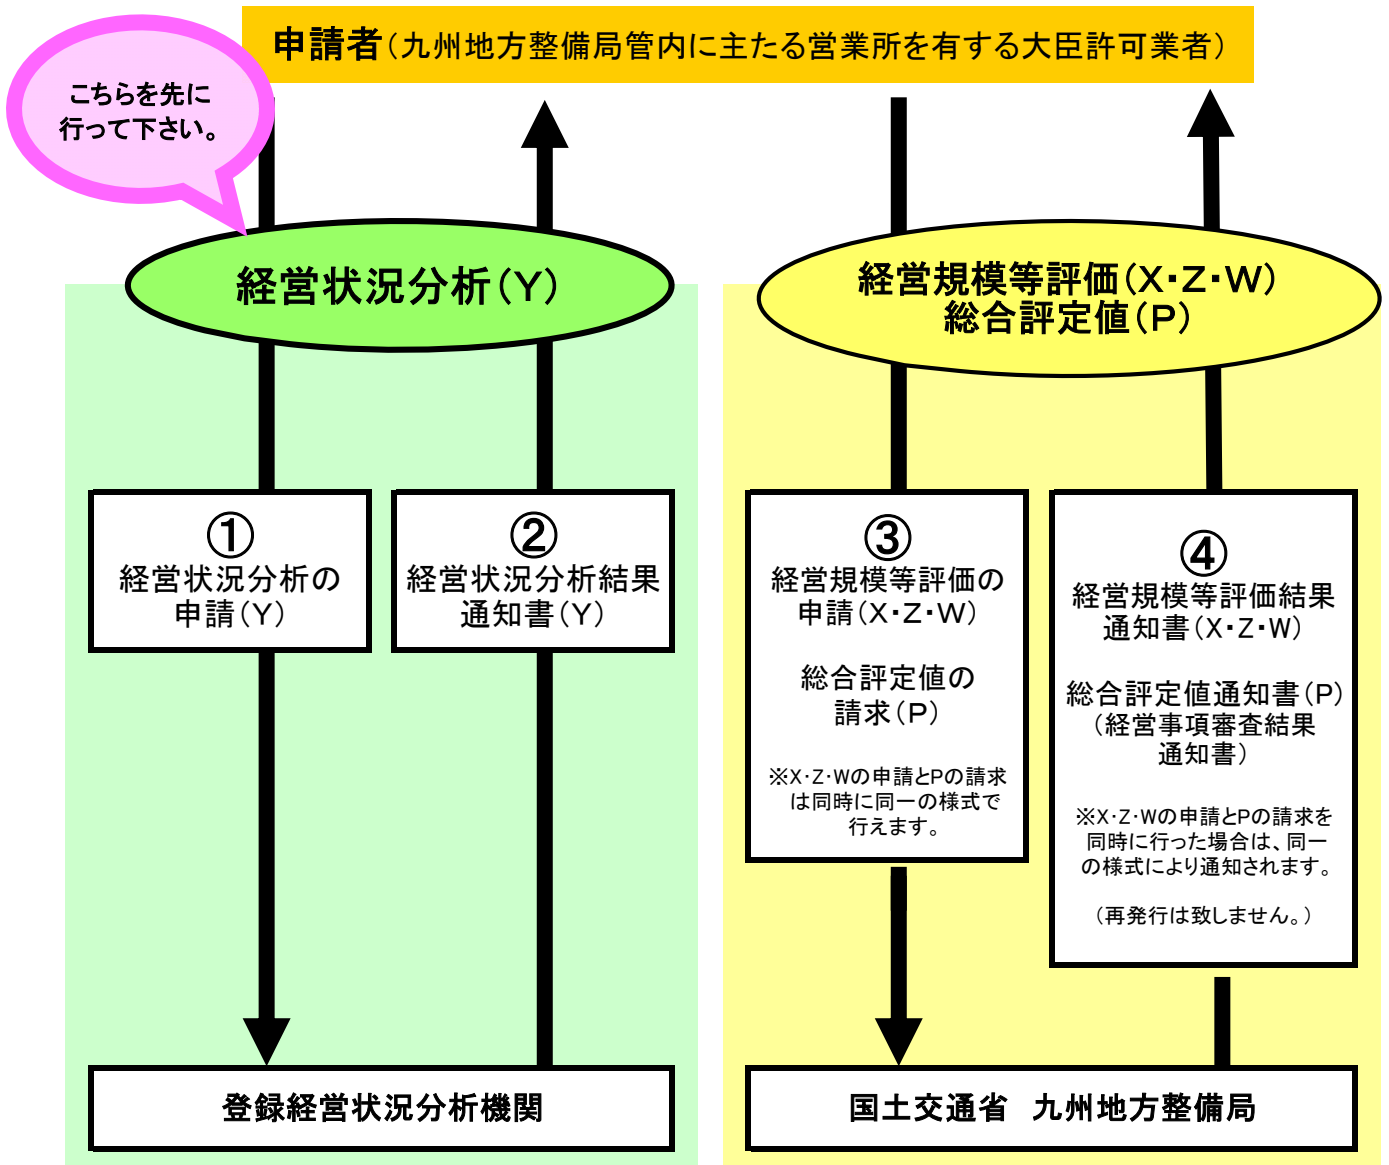 申請者（九州地方整備局管内に主たる営業所を有する大臣許可業者）
こちらを先に
行って下さい。
経営状況分析（Ｙ）
経営規模等評価（Ｘ・Ｚ・Ｗ）
総合評定値（Ｐ）
①
経営状況分析の
申請（Ｙ）
②
経営状況分析結果
通知書（Ｙ）
③
経営規模等評価の
申請（Ｘ・Ｚ・Ｗ）
総合評定値の
請求（Ｐ）
※X・Z・Wの申請とPの請求
は同時に同一の様式で
行えます。
④
経営規模等評価結果
通知書（X・Z・W）
総合評定値通知書（P）
（経営事項審査結果
通知書）
※X・Z・Wの申請とPの請求を
同時に行った場合は、同一
の様式により通知されます。
（再発行は致しません。）
登録経営状況分析機関
国土交通省　九州地方整備局